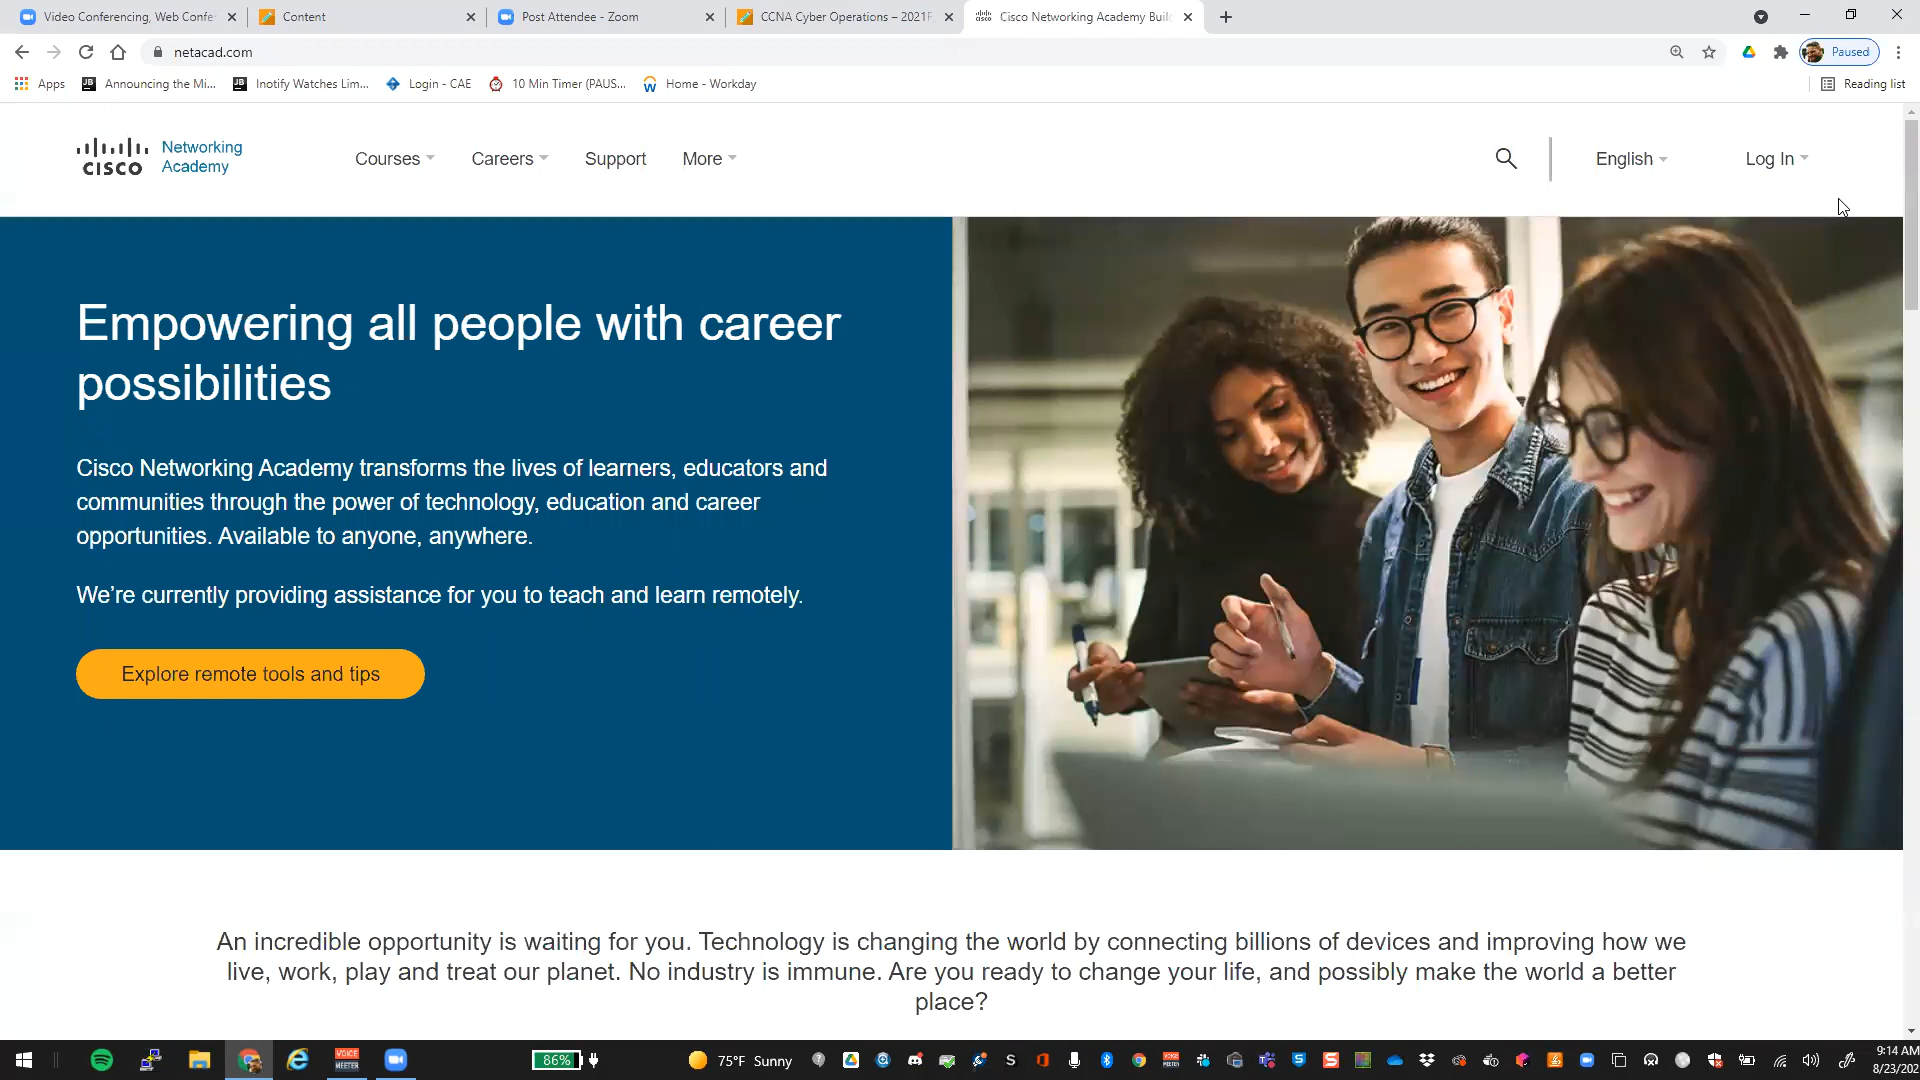 Video Conferencing, Web Confe
Content
Post Attendee - Zoom
CCNA Cyber Operations – 2021F
Cisco Networking Academy Buil
netacad.com
Paused
Apps
Announcing the Mi...
Inotify Watches Lim...
Login - CAE
10 Min Timer (PAUS...
Home - Workday
Reading list
CISCO
Networking
Academy
Courses
Careers
Support
More
English
Log In
Empowering all people with career
possibilities
Cisco Networking Academy transforms the lives of learners, educators and
communities through the power of technology, education and career
opportunities. Available to anyone, anywhere.
We’re currently providing assistance for you to teach and learn remotely.
Explore remote tools and tips
An incredible opportunity is waiting for you. Technology is changing the world by connecting billions of devices and improving how we
live, work, play and treat our planet. No industry is immune. Are you ready to change your life, and possibly make the world a better
place?
VOICE
MEETER
86%
75°F Sunny
9:14 AM
8/23/202